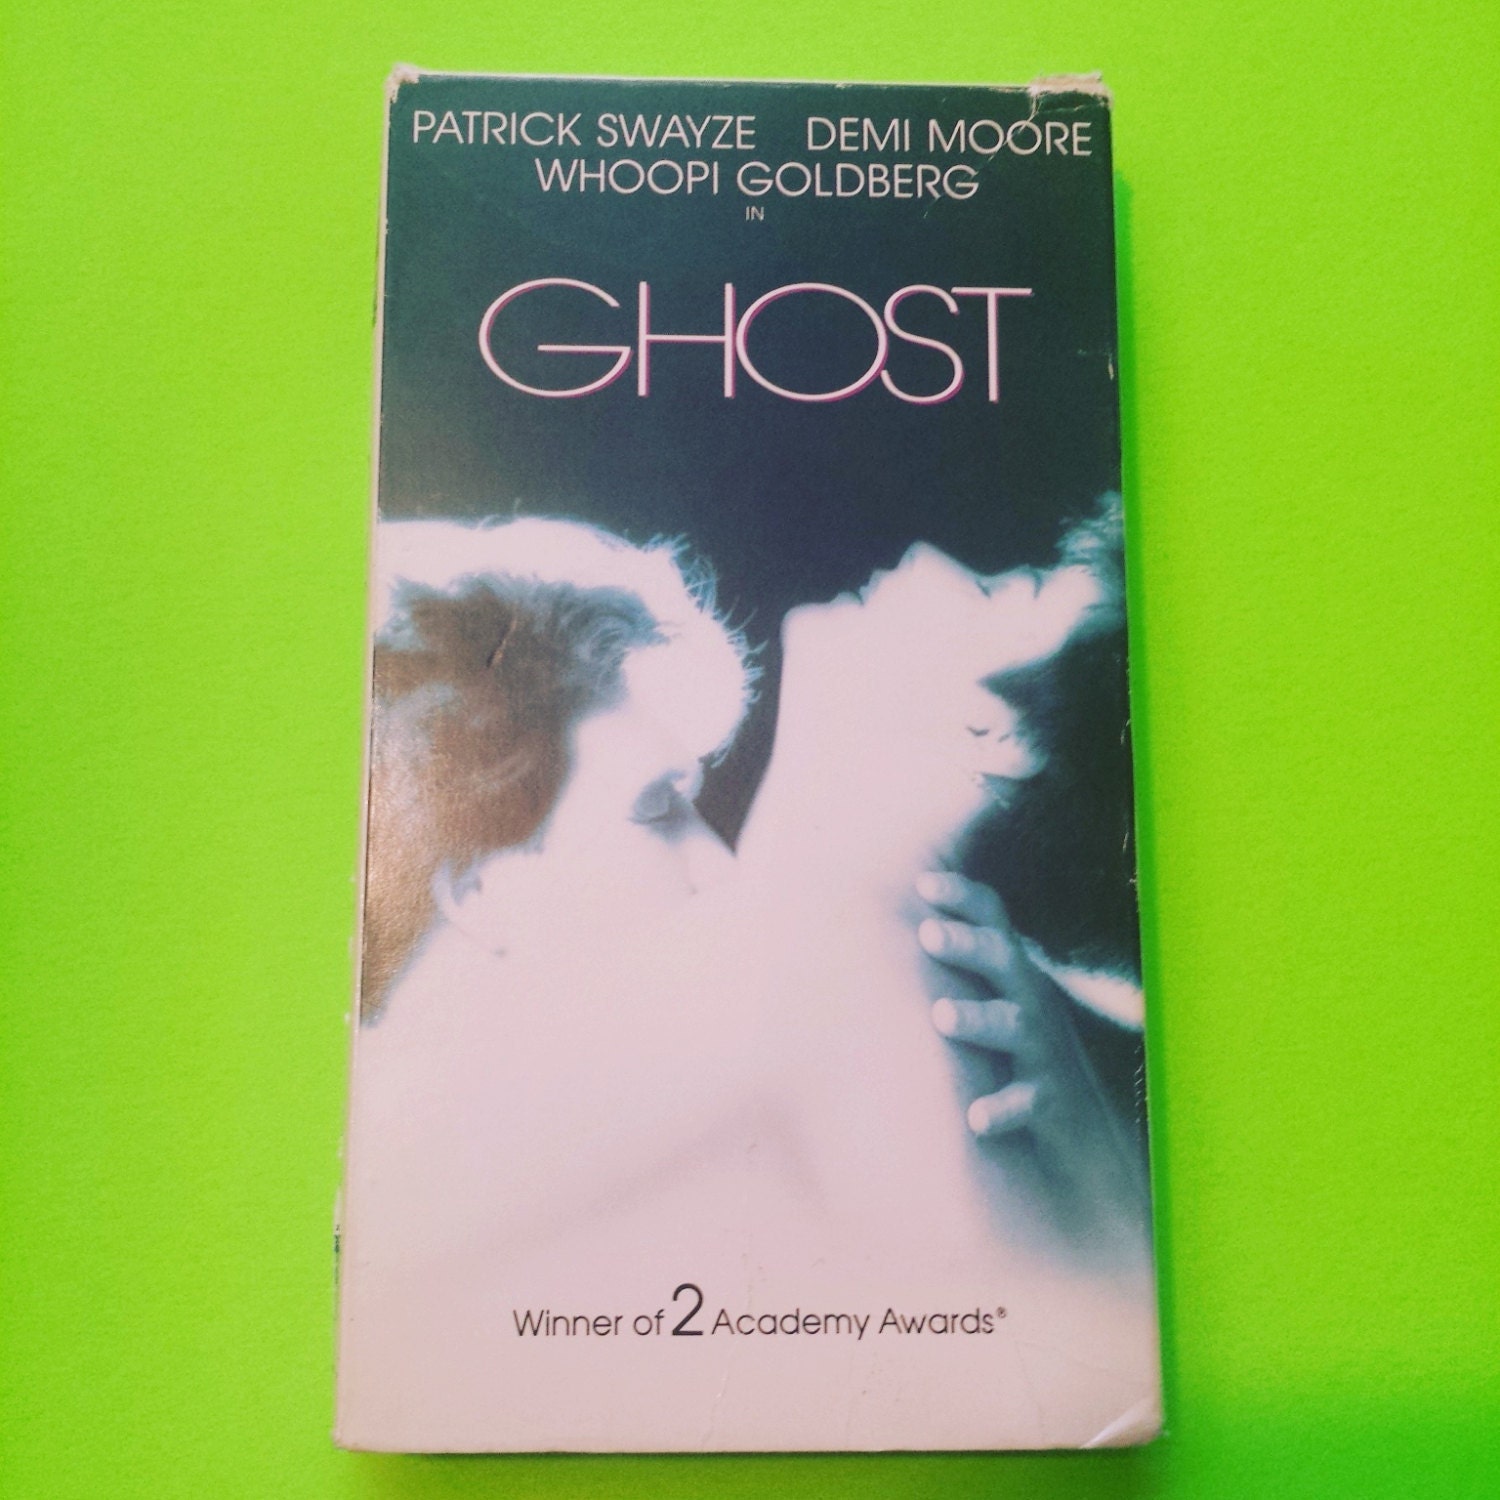 PATRICK SWAYZE DEMI MOORE
WHOOPI GOLDBERG
IN
GHOST
Winner of 2 Academy Awards®